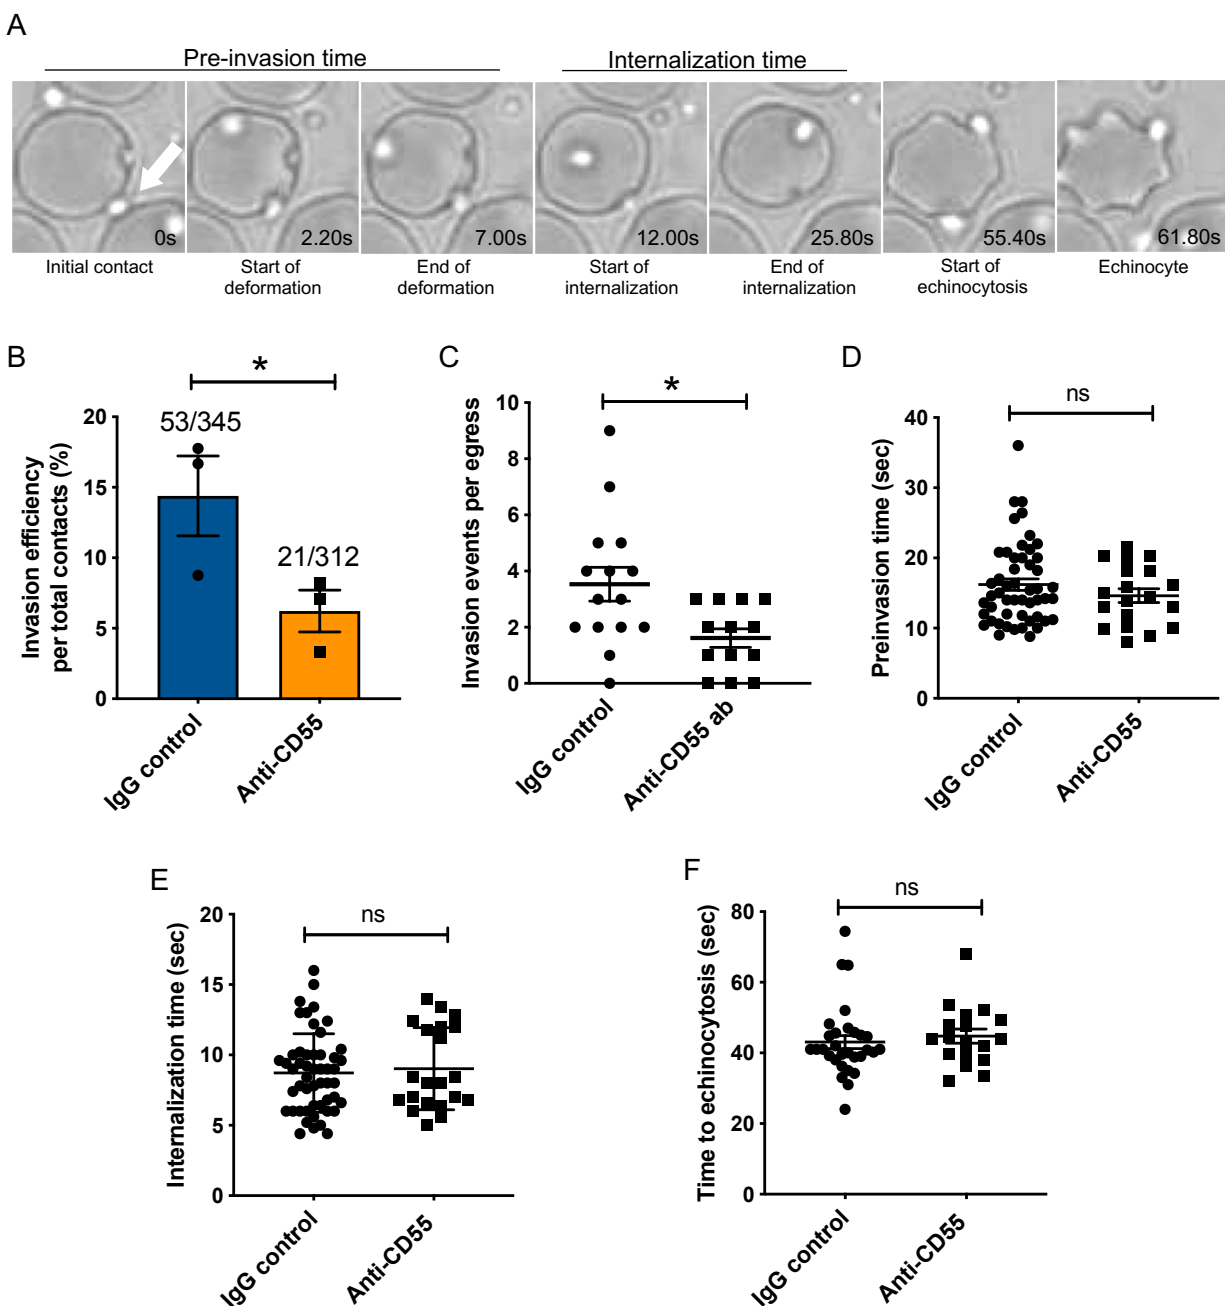 A
Pre-invasion time
Internalization time
0s
2.20s
7.00s
12.00s
25.80s
55.40s
61.80s
Initial contact
Start of
deformation
End of
deformation
Start of
internalization
End of
internalization
Start of
echinocytosis
Echinocyte
B
*
53/345
21/312
Invasion efficiency
per total contacts (%)
20
15
10
5
0
IgG control
Anti-CD55
C
*
Invasion events per egress
10
8
6
4
2
0
IgG control
Anti-CD55 ab
D
ns
Preinvasion time (sec)
40
30
20
10
0
IgG control
Anti-CD55
E
ns
Internalization time (sec)
20
15
10
5
0
IgG control
Anti-CD55
F
ns
Time to echinocytosis (sec)
80
60
40
20
0
IgG control
Anti-CD55